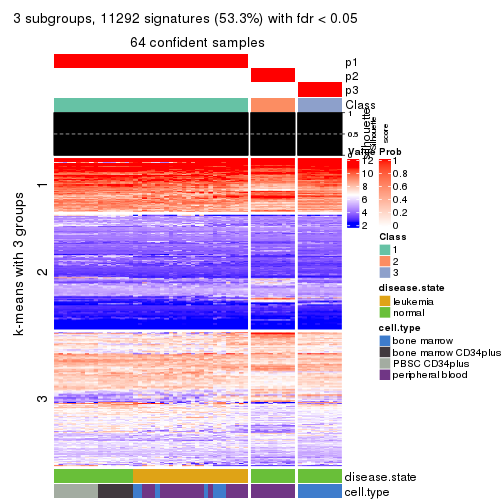 3 subgroups, 11292 signatures (53.3%) with fdr < 0.05
64 confident samples
p1
p2
p3
Class
1
0.5
0
Silhouette
score
k-means with 3 groups
1
2
3
Value
12
10
8
6
4
2
Prob
1
0.8
0.6
0.4
0.2
0
Class
1
2
3
disease.state
leukemia
normal
cell.type
bone marrow
bone marrow CD34plus
PBSC CD34plus
peripheral blood
disease.state
cell.type